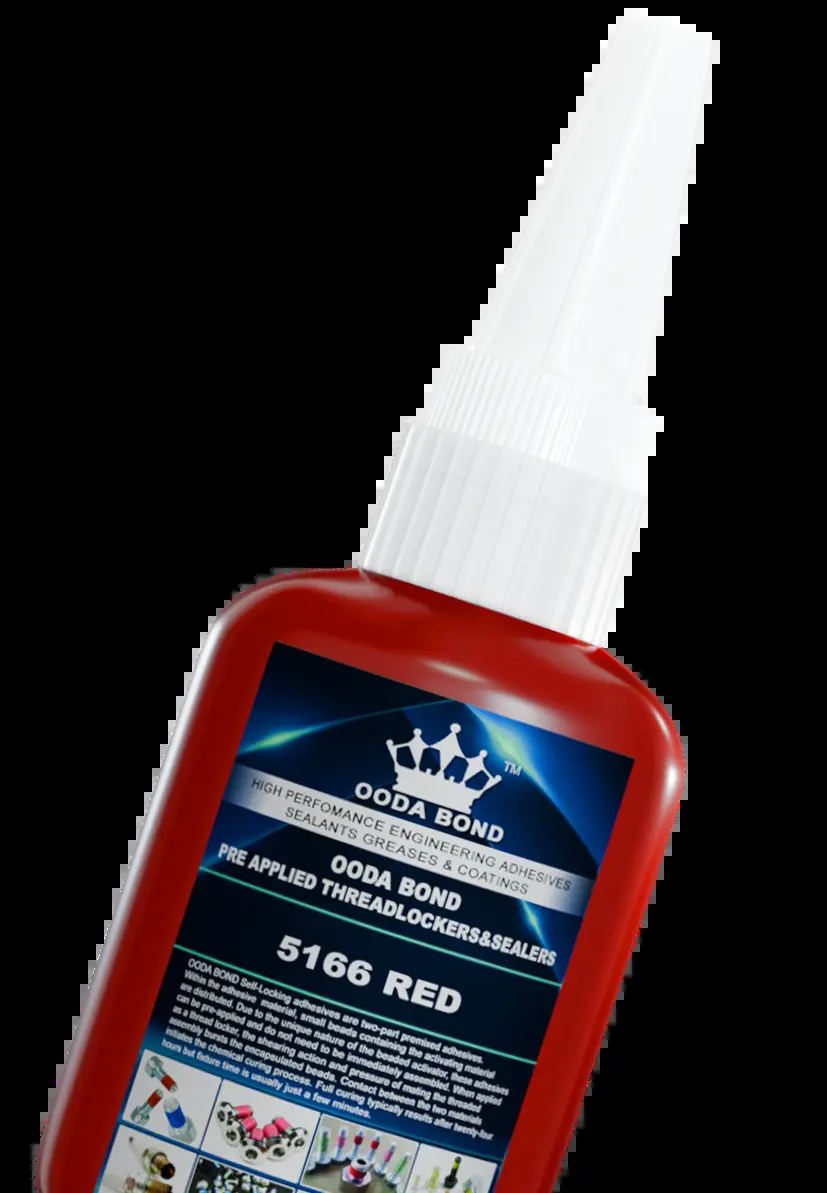 TM
OODA BOND
HIGH PERFOMANCE ENGINEERING ADHESIVES
SEALANTS GREASES & COATINGS
OODA BOND
PRE APPLIED THREADLOCKERS&SEALERS
5166 RED
OODA BOND Self-Locking adhesives are two-part premised adhesives.
Within the adhesive material, small beads containing the activating material
are distributed. Due to the unique nature of the beaded activator, these adhesives
can be pre-applied and do not need to be immediately assembled. When applied
as a thread locker, the shearing action and pressure of mating the threaded
assembly bursts the encapsulated beads. Contact between the two materials
initiates the chemical curing process. Full curing typically results after twenty-four
hours but fixture time is usually just a few minutes.